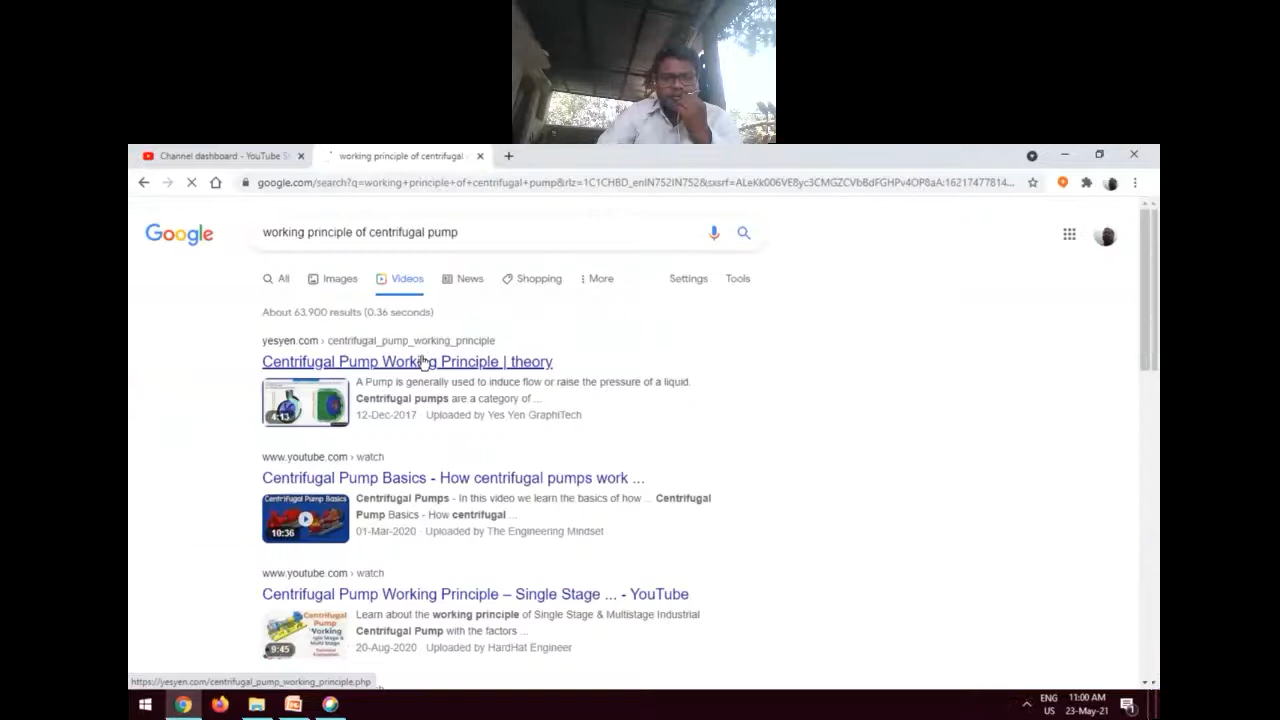 Channel dashboard - YouTube S
working principle of centrifugal
google.com/search?q=working+principle+of+centrifugal+pump&rlz=1C1CHBD_enIN752IN752&sxsrf=ALeKk006VE8yc3CMGZCVbBdFGHPv4OP8aA:16217477814...
Google
working principle of centrifugal pump
All Images Videos News Shopping More Settings Tools
About 63,900 results (0.36 seconds)
yesyen.com › centrifugal_pump_working_principle
Centrifugal Pump Working Principle | theory
A Pump is generally used to induce flow or raise the pressure of a liquid.
Centrifugal pumps are a category of ...
4:13
12-Dec-2017 · Uploaded by Yes Yen GraphiTech
www.youtube.com › watch
Centrifugal Pump Basics - How centrifugal pumps work ...
Centrifugal Pump Basics
Centrifugal Pumps - In this video we learn the basics of how ... Centrifugal
Pump Basics - How centrifugal ...
10:36
01-Mar-2020 · Uploaded by The Engineering Mindset
www.youtube.com › watch
Centrifugal Pump Working Principle – Single Stage ... - YouTube
Centrifugal
Pump
Working
Learn about the working principle of Single Stage & Multistage Industrial
Centrifugal Pump with the factors ...
9:45
20-Aug-2020 · Uploaded by HardHat Engineer
https://yesyen.com/centrifugal_pump_working_principle.php
ENG
US
11:00 AM
23-May-21
1